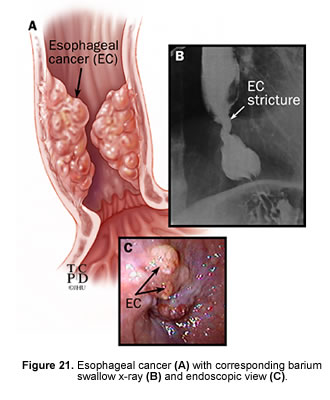 A
Esophageal
cancer (EC)
B
EC
stricture
C
EC
T C
P D
Figure 21. Esophageal cancer (A) with corresponding barium
swallow x-ray (B) and endoscopic view (C).